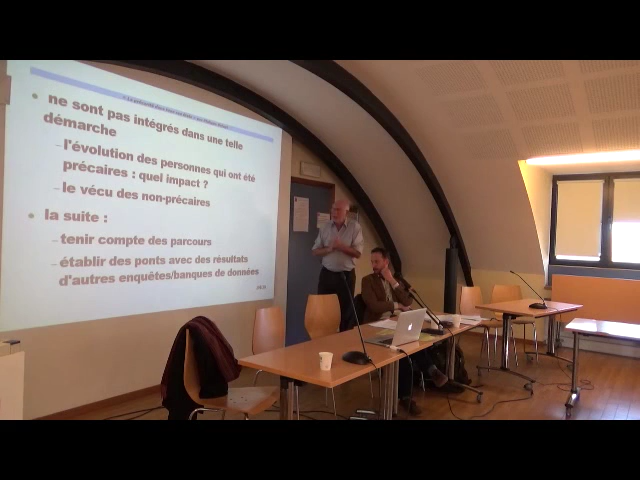 • ne sont pas intégrés dans une telle
démarche
–l'évolution des personnes qui ont été
précaires : quel impact ?
–le vécu des non-précaires
• la suite :
–tenir compte des parcours
–établir des ponts avec des résultats
d'autres enquêtes/banques de données